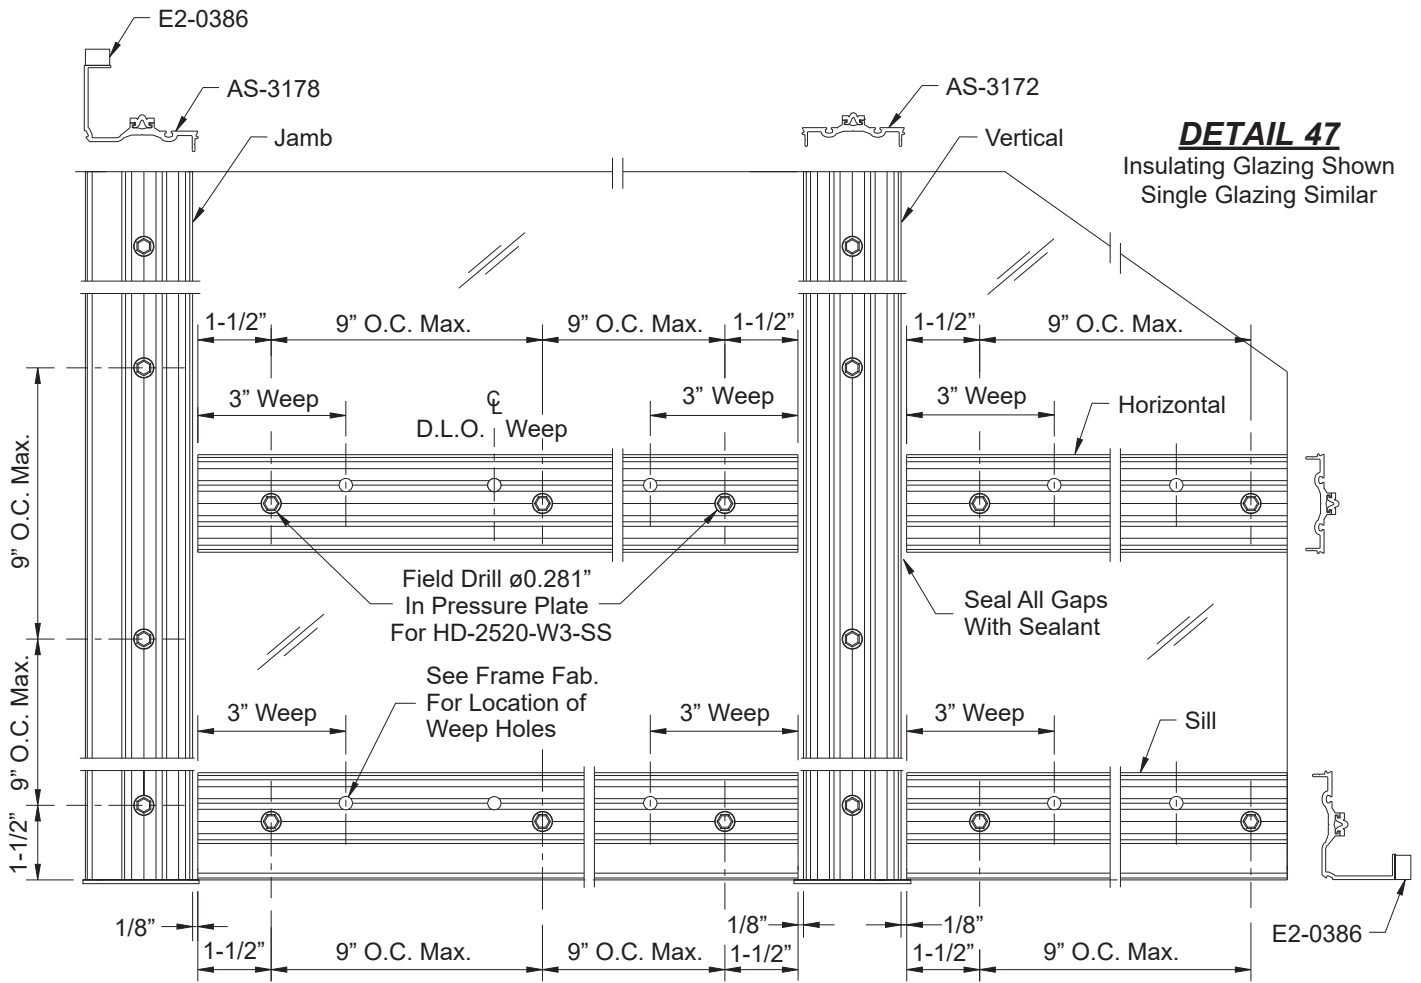 E2-0386
AS-3178
AS-3172
Jamb
Vertical
DETAIL 47
Insulating Glazing Shown
Single Glazing Similar
1-1/2”
9” O.C. Max.
9” O.C. Max.
1-1/2”
1-1/2”
9” O.C. Max.
3” Weep
℄
D.L.O.
Weep
3” Weep
3” Weep
Horizontal
9” O.C. Max.
Field Drill ø0.281”
In Pressure Plate
For HD-2520-W3-SS
Seal All Gaps
With Sealant
See Frame Fab.
For Location of
Weep Holes
9” O.C. Max.
3” Weep
3” Weep
3” Weep
Sill
1-1/2”
1/8”
1/8”
1/8”
E2-0386
1-1/2”
9” O.C. Max.
9” O.C. Max.
1-1/2”
1-1/2”
9” O.C. Max.